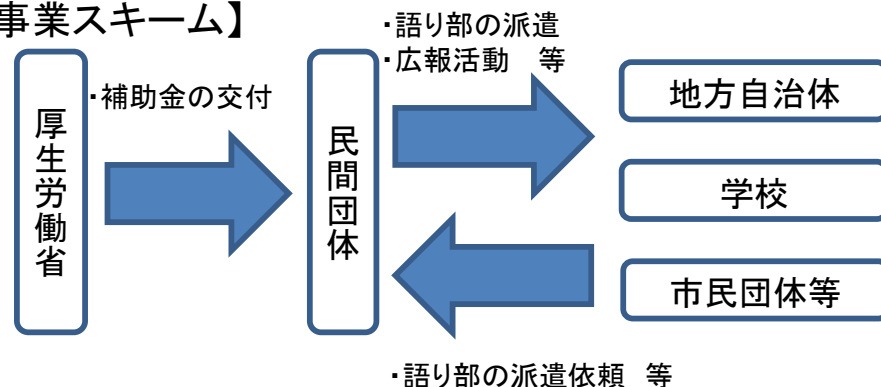 事業スキーム】
・語り部の派遣
・広報活動　等
・補助金の交付
厚生労働省
民間団体
地方自治体
学校
市民団体等
・語り部の派遣依頼　等